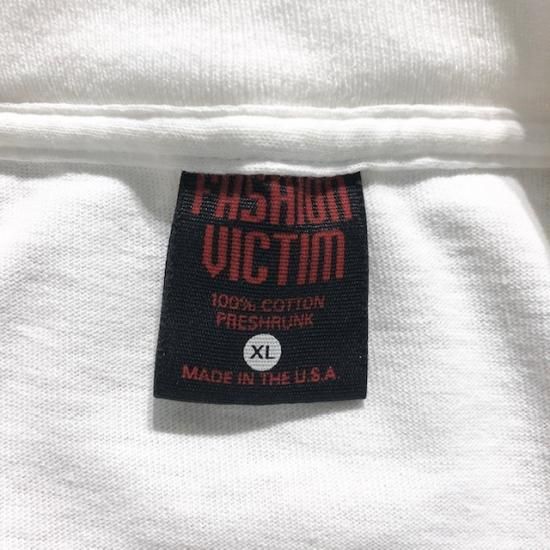 FASHION
VICTIM
100% COTTON
PRESHRUNK
XL
MADE IN THE U.S.A.